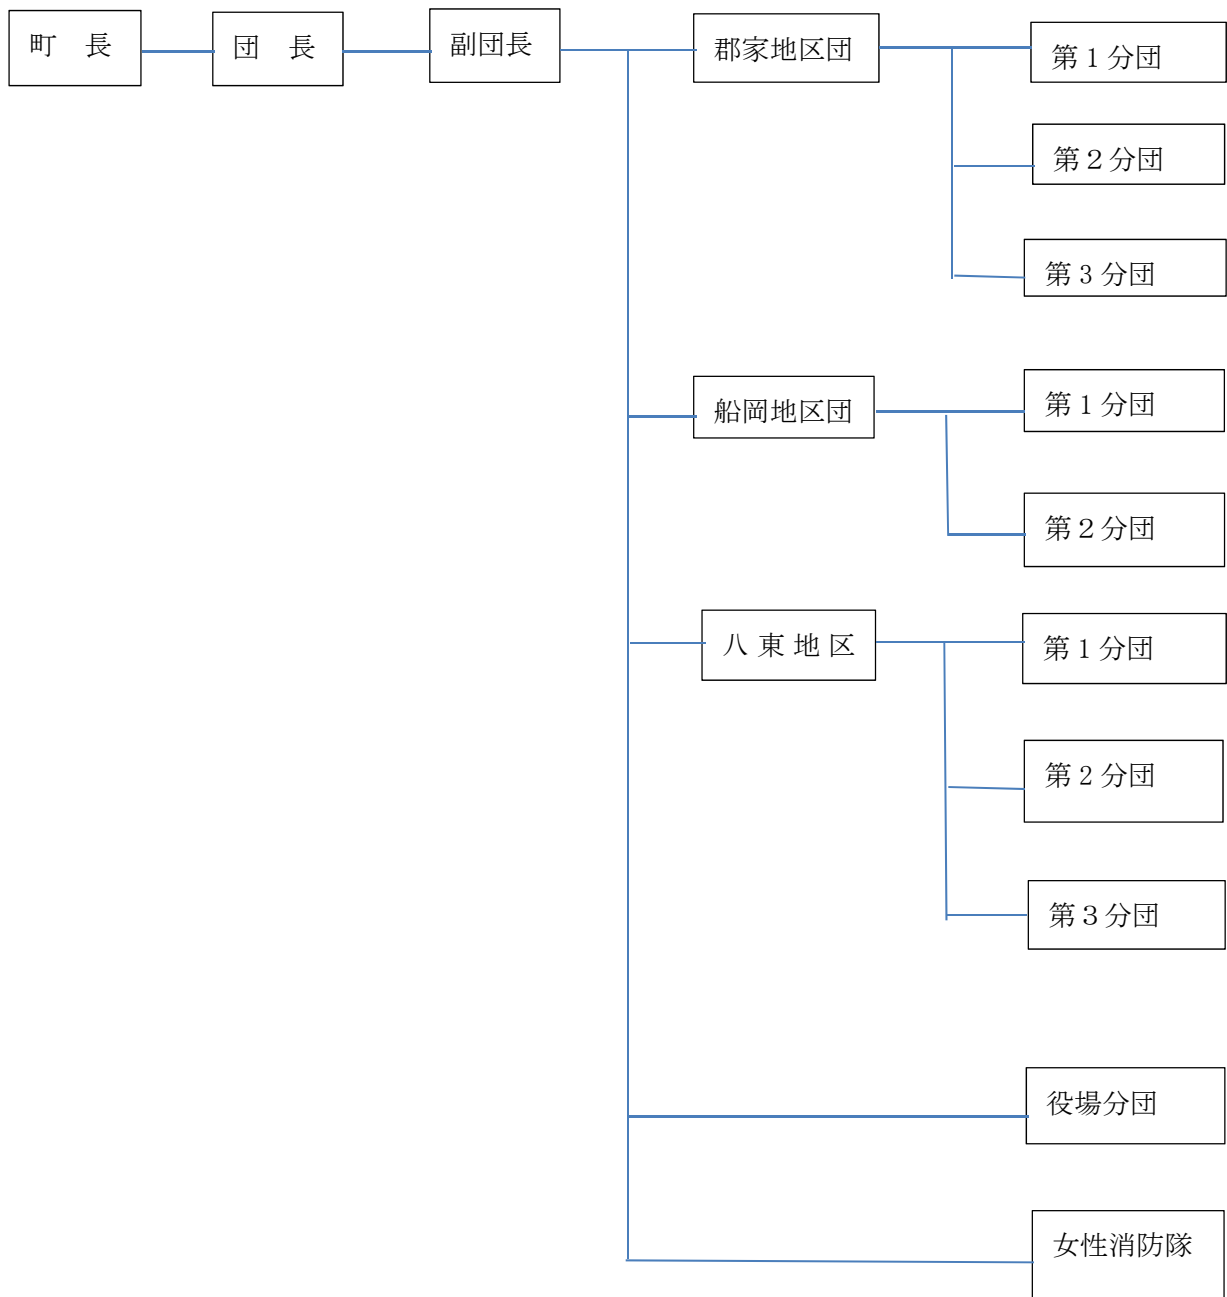 町　長
団　長
副団長
郡家地区団
第１分団
第２分団
第３分団
船岡地区団
第１分団
第２分団
八 東 地 区
第１分団
第２分団
第３分団
役場分団
女性消防隊